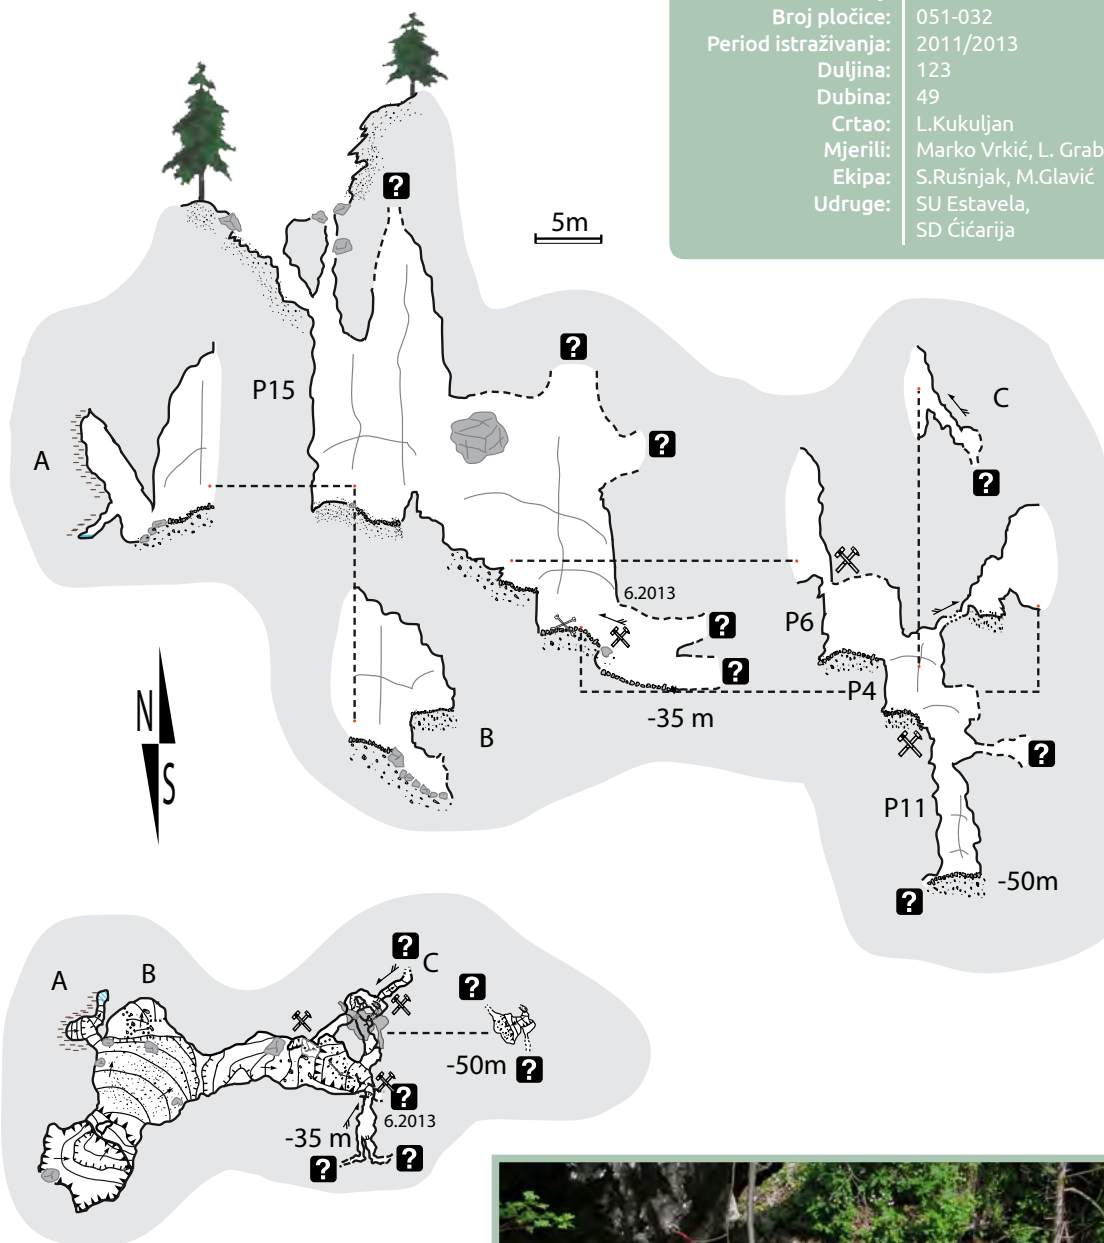 Broj pločice: 051-032
Period istraživanja: 2011/2013
Duljina: 123
Dubina: 49
Crtao: L.Kukuljan
Mjerili: Marko Vrkić, L. Grab
Ekipa: S.Rušnjak, M.Glavić
Udruge: SU Estavela,
SD Ćićarija
?
5m
?
P15
C
?
A
?
6.2013
P6
?
?
P4
-35 m
N
B
?
S
P11
-50m
?
?
C
A
B
?
-50m
?
?
6.2013
-35 m
?
?